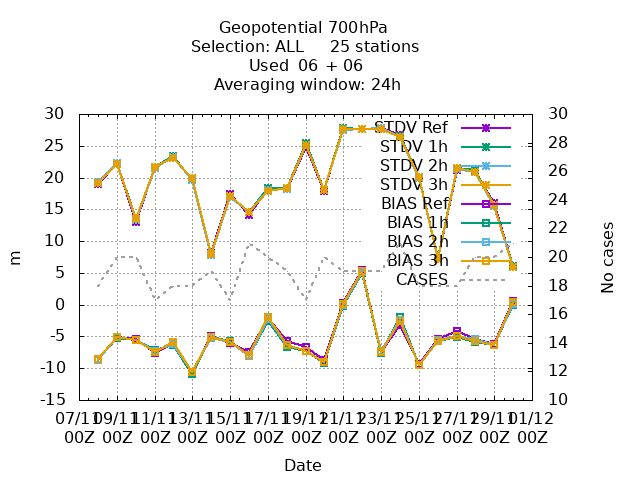 Geopotential 700hPa
Selection: ALL     25 stations
Used  06 + 06
Averaging window: 24h
30
25
20
15
10
5
0
-5
-10
-15
m
30
28
26
24
22
20
18
16
14
12
10
No cases
STDV Ref
STDV 1h
STDV 2h
STDV 3h
BIAS Ref
BIAS 1h
BIAS 2h
BIAS 3h
CASES
07/11 09/11 11/11 13/11 15/11 17/11 19/11 21/11 23/11 25/11 27/11 29/11 01/12
00Z 00Z 00Z 00Z 00Z 00Z 00Z 00Z 00Z 00Z 00Z 00Z 00Z
Date